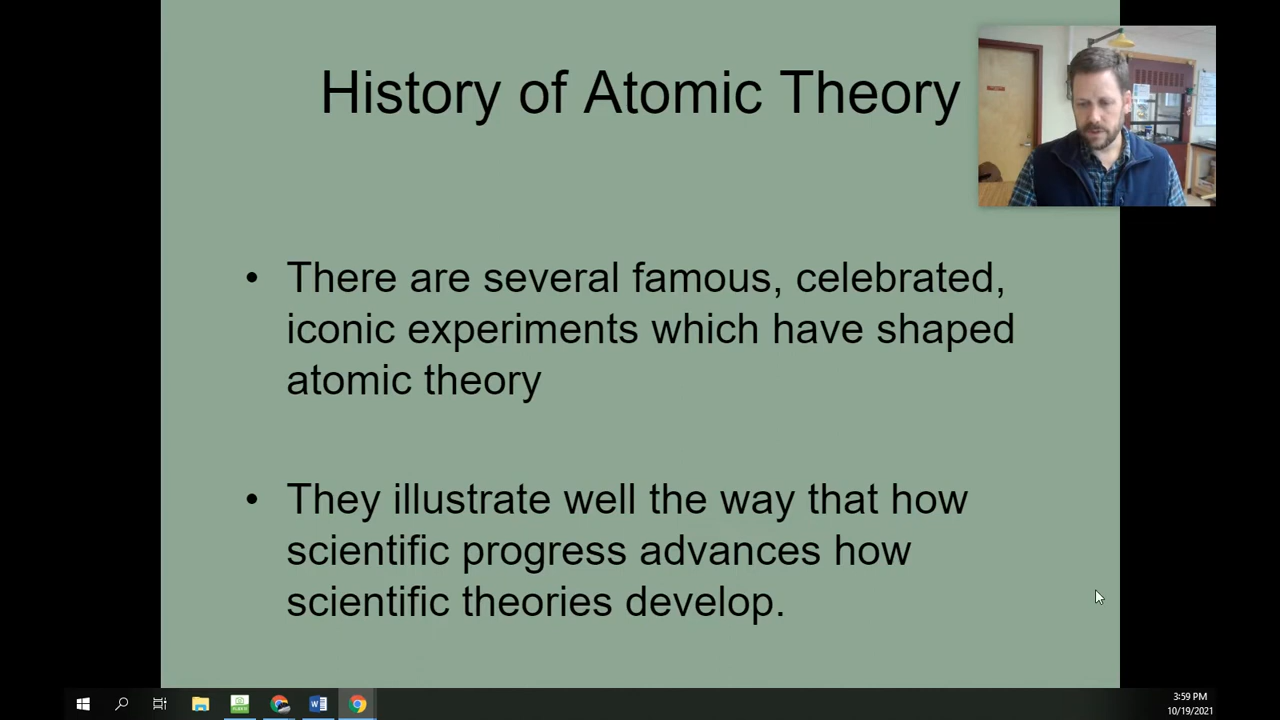 History of Atomic Theory
• There are several famous, celebrated,
iconic experiments which have shaped
atomic theory
• They illustrate well the way that how
scientific progress advances how
scientific theories develop.
3:59 PM
10/19/2021